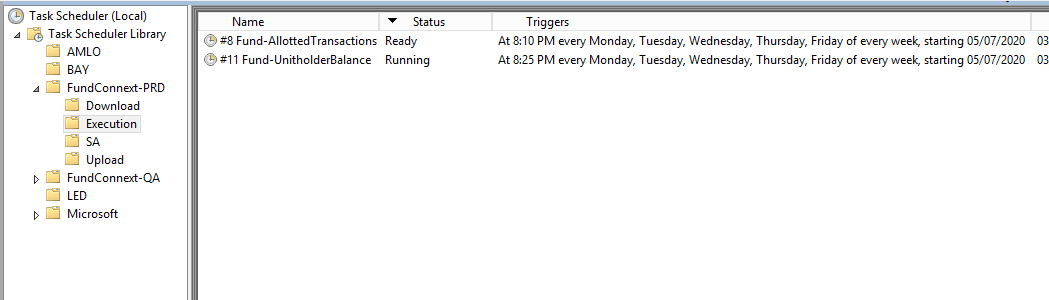 Task Scheduler (Local)
Task Scheduler Library
AMLO
BAY
FundConnext-PRD
Download
Execution
SA
Upload
FundConnext-QA
LED
Microsoft
Name Status Triggers
#8 Fund-AllottedTransactions Ready At 8:10 PM every Monday, Tuesday, Wednesday, Thursday, Friday of every week, starting 05/07/2020 03
#11 Fund-UnitholderBalance Running At 8:25 PM every Monday, Tuesday, Wednesday, Thursday, Friday of every week, starting 05/07/2020 03